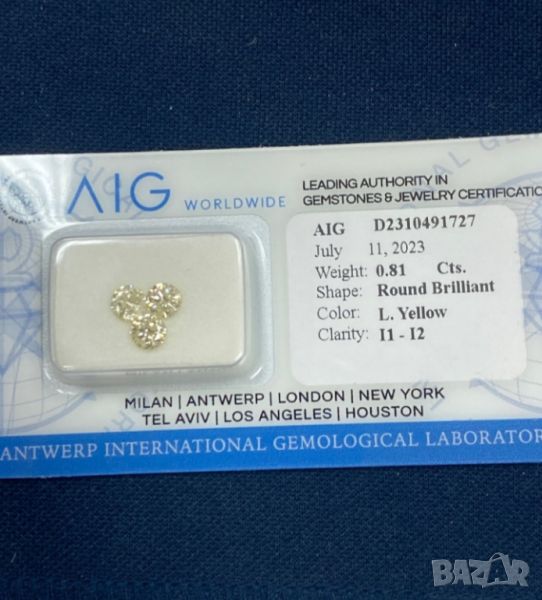 AIG WORLDWIDE
LEADING AUTHORITY IN
GEMSTONES & JEWELRY CERTIFICATIO
AIG D2310491727
July 11, 2023
Weight: 0.81 Cts.
Shape: Round Brilliant
Color: L. Yellow
Clarity: I1 - I2
MILAN | ANTWERP | LONDON | NEW YORK
TEL AVIV | LOS ANGELES | HOUSTON
ANTWERP INTERNATIONAL GEMOLOGICAL LABORATOR
BAZAR